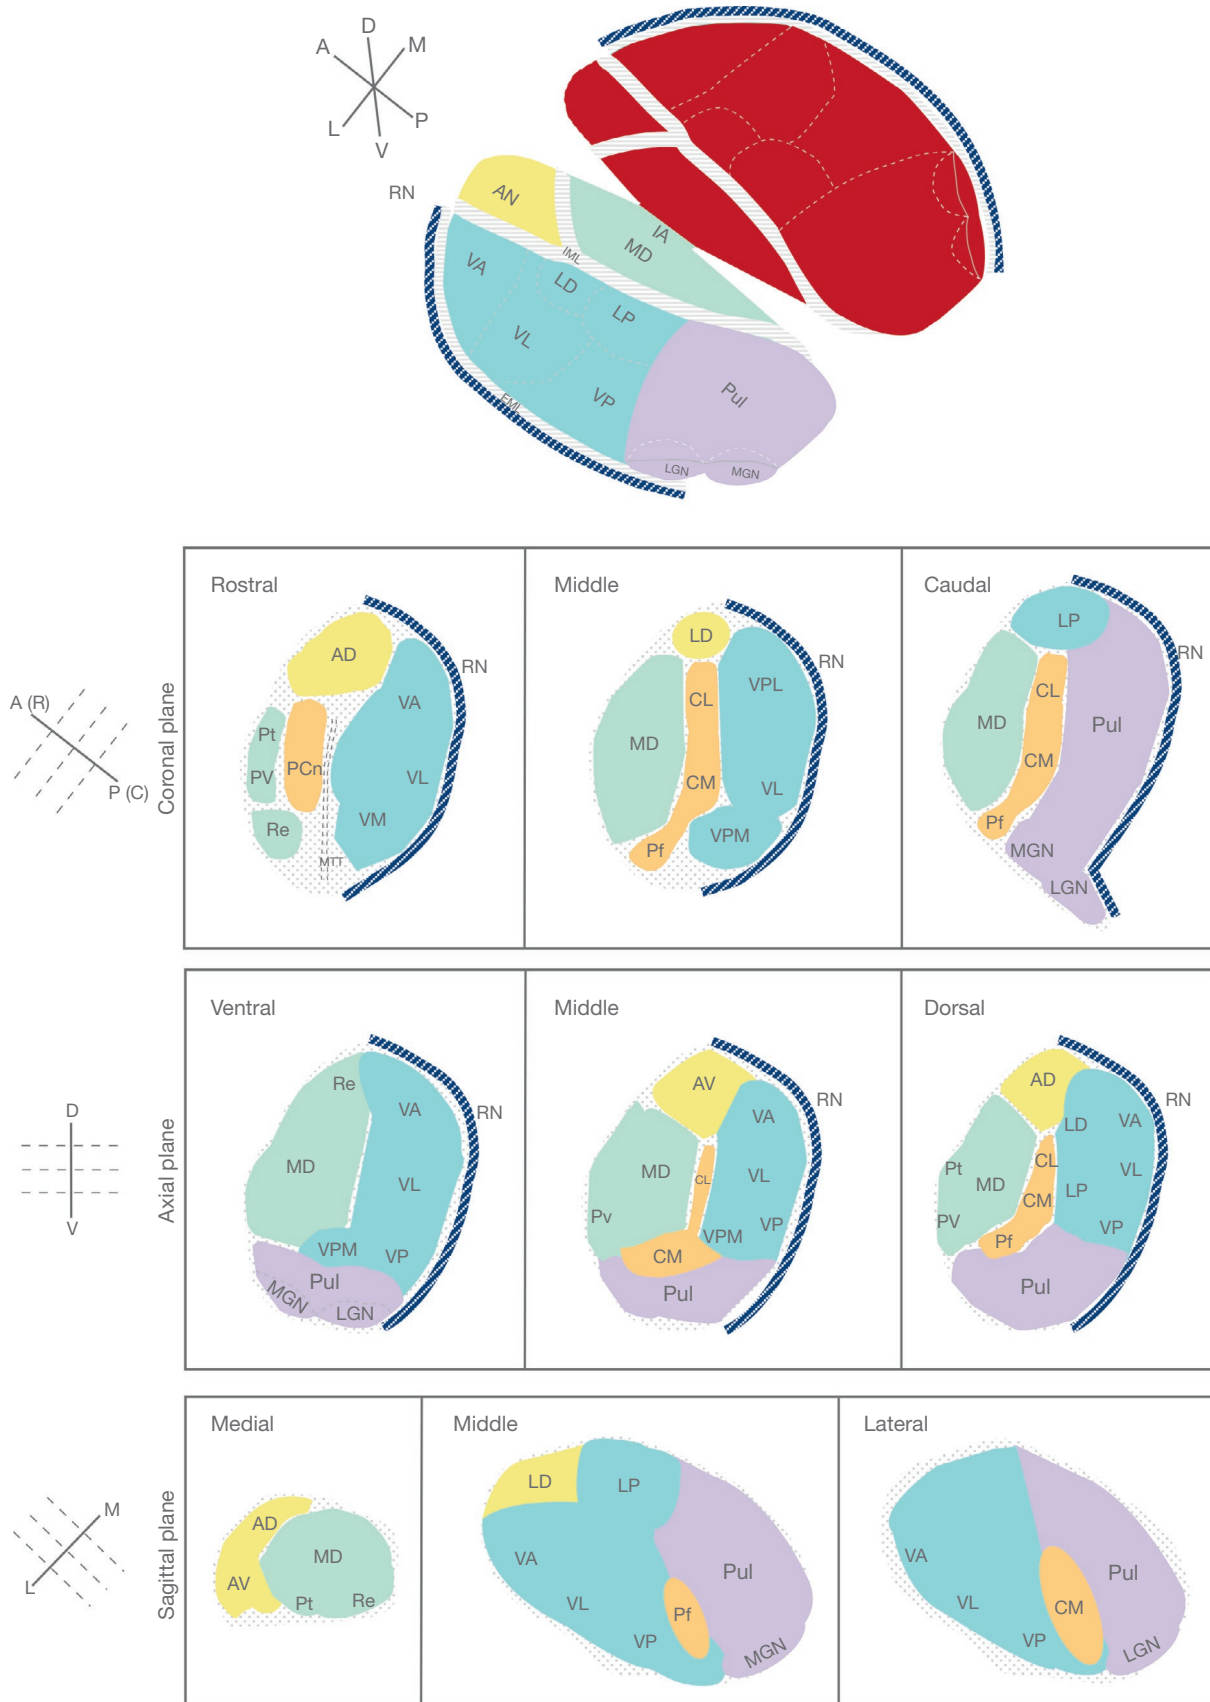 D
A
M
L
P
V
RN
AN
IA
MD
IML
VA
LD
LP
VL
EML
VP
Pul
LGN
MGN
A (R)
P (C)
Coronal plane
Rostral
AD
RN
VA
Pt
PV
PCn
VL
Re
VM
MTT
Middle
LD
RN
VPL
CL
MD
CM
VL
VPM
Pf
Caudal
LP
RN
CL
MD
Pul
CM
Pf
MGN
LGN
D
V
Axial plane
Ventral
Re
VA
RN
MD
VL
VPM
VP
Pul
MGN
LGN
Middle
AV
VA
RN
MD
CL
VL
Pv
VP
VPM
CM
Pul
Dorsal
AD
RN
LD
VA
Pt
CL
VL
MD
CM
LP
PV
VP
Pf
Pul
M
L
Sagittal plane
Medial
AD
MD
AV
Pt
Re
Middle
LD
LP
VA
Pul
VL
Pf
VP
MGN
Lateral
VA
Pul
VL
CM
VP
LGN